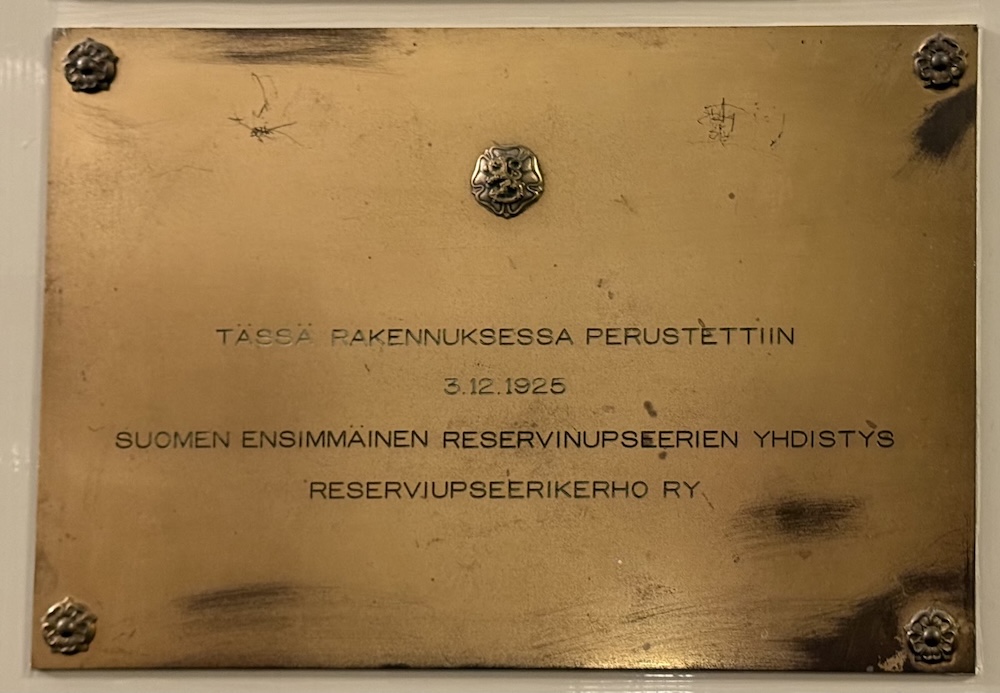 TÄSSÄ RAKENNUKSESSA PERUSTETTIIN
3.12.1925
SUOMEN ENSIMMÄINEN RESERVINUPSEERIEN YHDISTYS
RESERVIUPSEERIKERHO RY